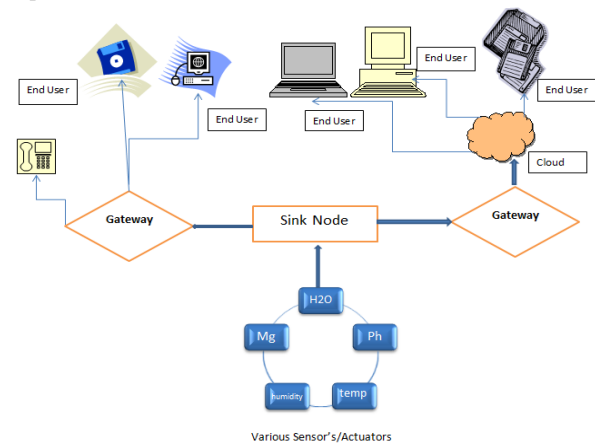 End User
End User
End User
End User
End User
Cloud
Gateway
Sink Node
Gateway
H2O
Mg
Ph
humidity
temp
Various Sensor's/Actuators